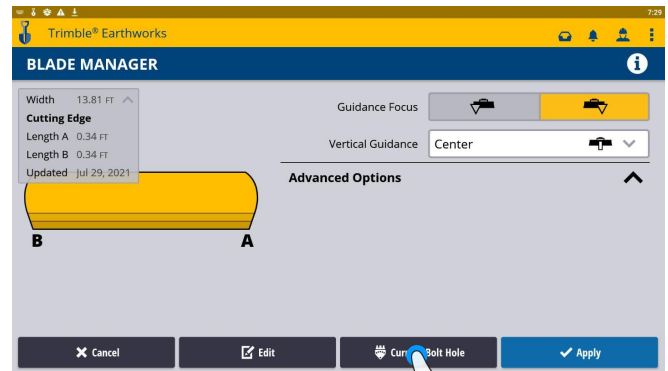 7:29
Trimble® Earthworks
BLADE MANAGER
Width 13.81 FT
Cutting Edge
Length A 0.34 FT
Length B 0.34 FT
Updated Jul 29, 2021
B A
Guidance Focus
Vertical Guidance Center
Advanced Options
Cancel Edit Bolt Hole Apply